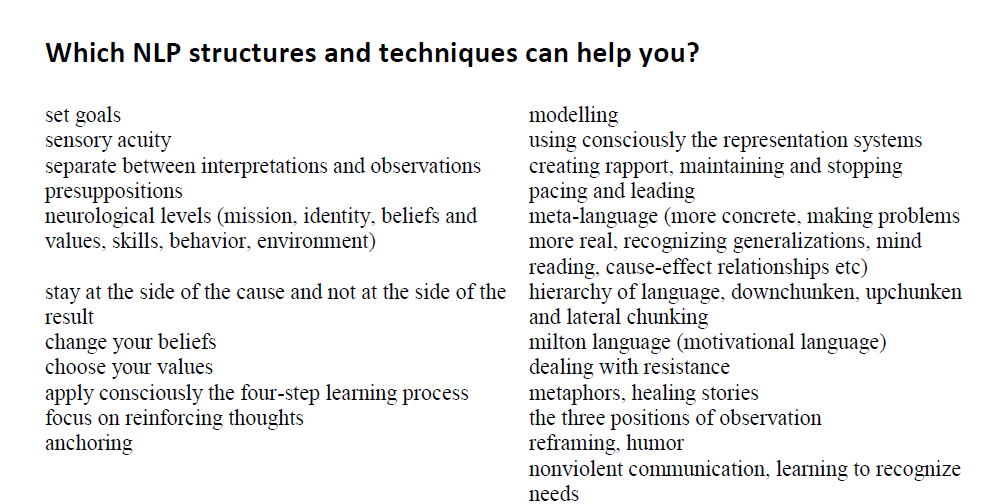 Which NLP structures and techniques can help you?
set goals
sensory acuity
separate between interpretations and observations
presuppositions
neurological levels (mission, identity, beliefs and
values, skills, behavior, environment)
stay at the side of the cause and not at the side of the
result
change your beliefs
choose your values
apply consciously the four-step learning process
focus on reinforcing thoughts
anchoring
modelling
using consciously the representation systems
creating rapport, maintaining and stopping
pacing and leading
meta-language (more concrete, making problems
more real, recognizing generalizations, mind
reading, cause-effect relationships etc)
hierarchy of language, downchunken, upchunken
and lateral chunking
milton language (motivational language)
dealing with resistance
metaphors, healing stories
the three positions of observation
reframing, humor
nonviolent communication, learning to recognize
needs